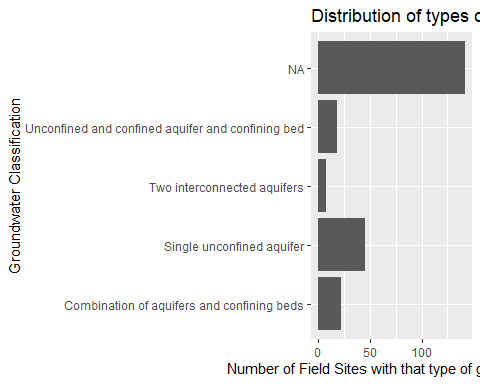 Distribution of types
Groundwater Classification
NA
Unconfined and confined aquifer and confining bed
Two interconnected aquifers
Single unconfined aquifer
Combination of aquifers and confining beds
0 50 100
Number of Field Sites with that type of